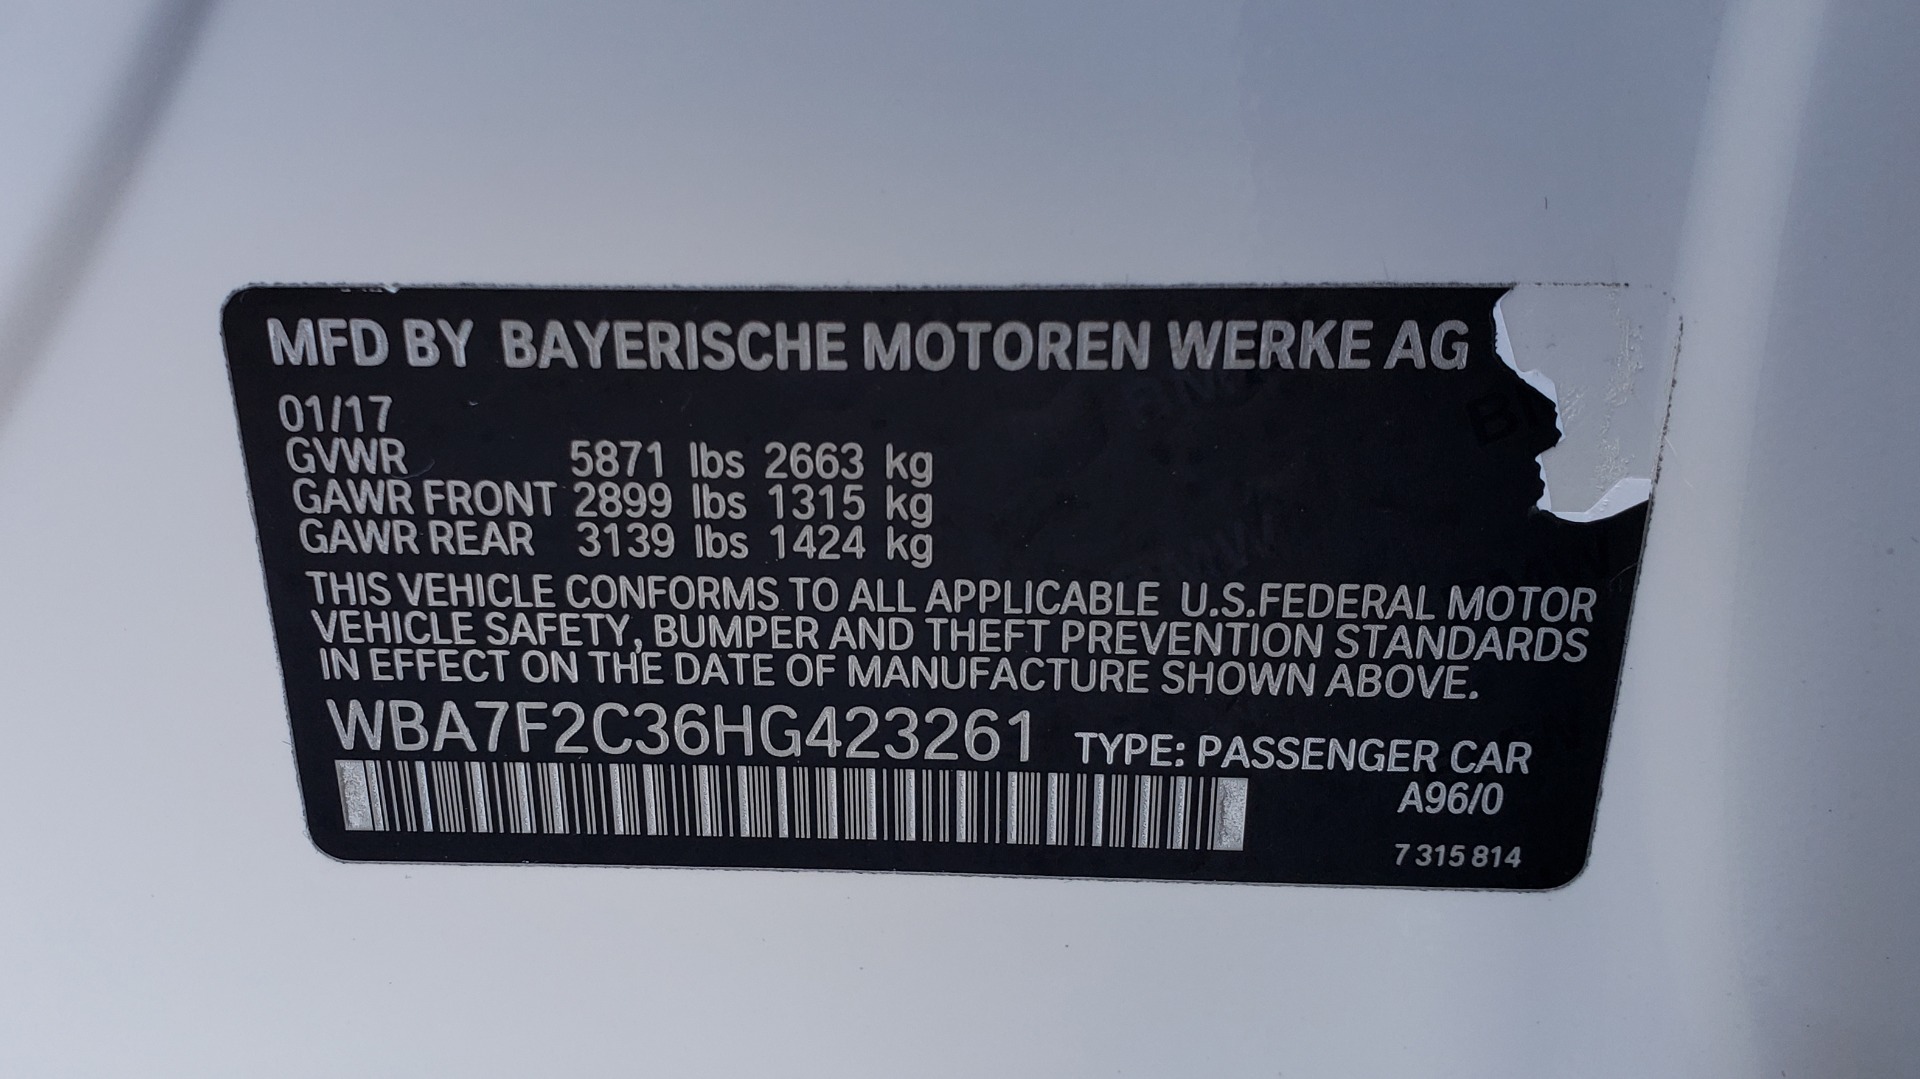 MFD BY BAYERISCHE MOTOREN WERKE AG
01/17
GVWR 5871 lbs 2663 kg
GAWR FRONT 2899 lbs 1315 kg
GAWR REAR 3139 lbs 1424 kg
THIS VEHICLE CONFORMS TO ALL APPLICABLE U.S.FEDERAL MOTOR
VEHICLE SAFETY, BUMPER AND THEFT PREVENTION STANDARDS
IN EFFECT ON THE DATE OF MANUFACTURE SHOWN ABOVE.
WBA7F2C36HG423261 TYPE: PASSENGER CAR
A96/0
7 315 814